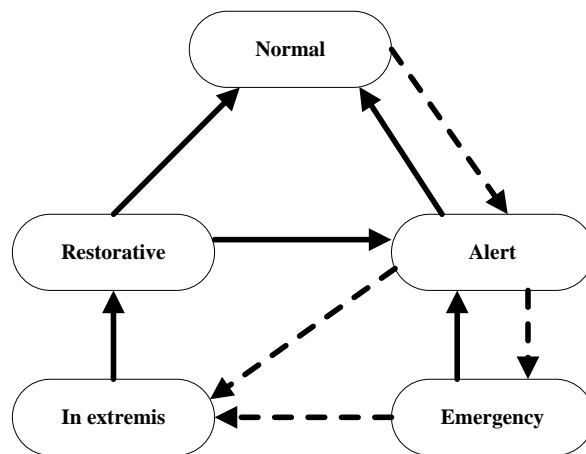 Normal
Restorative
Alert
In extremis
Emergency